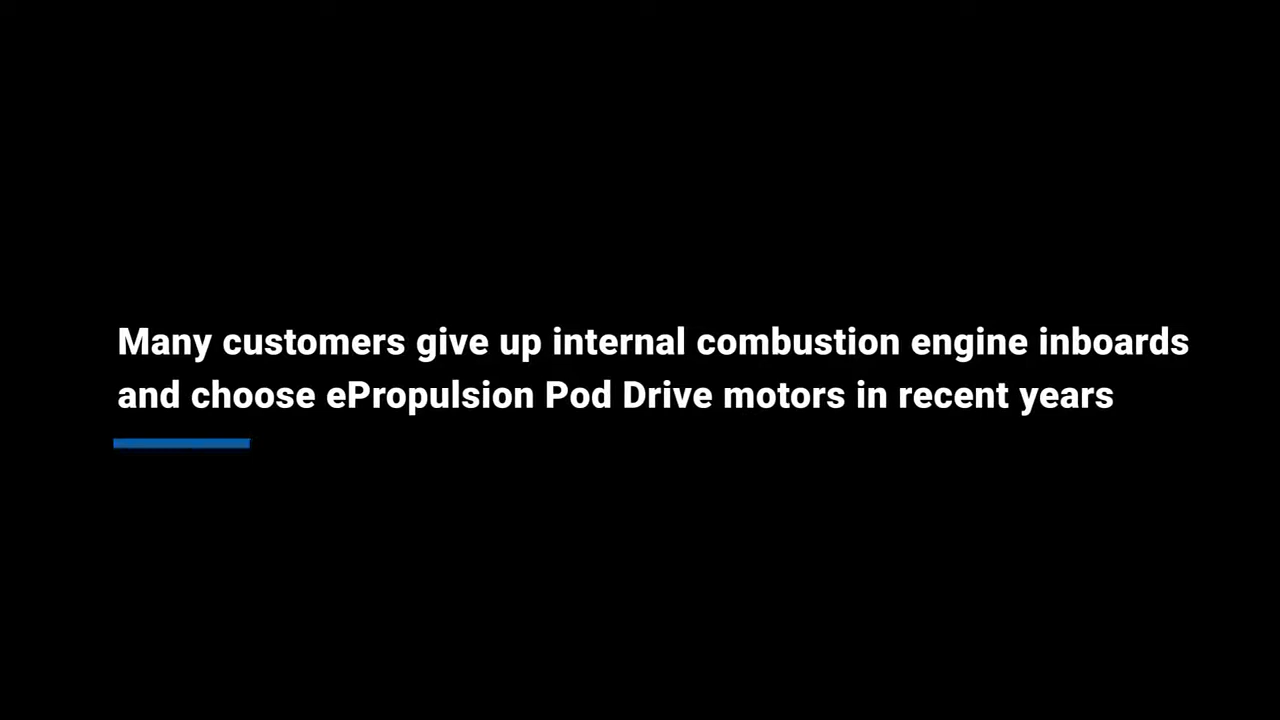 Many customers give up internal combustion engine inboards
and choose ePropulsion Pod Drive motors in recent years